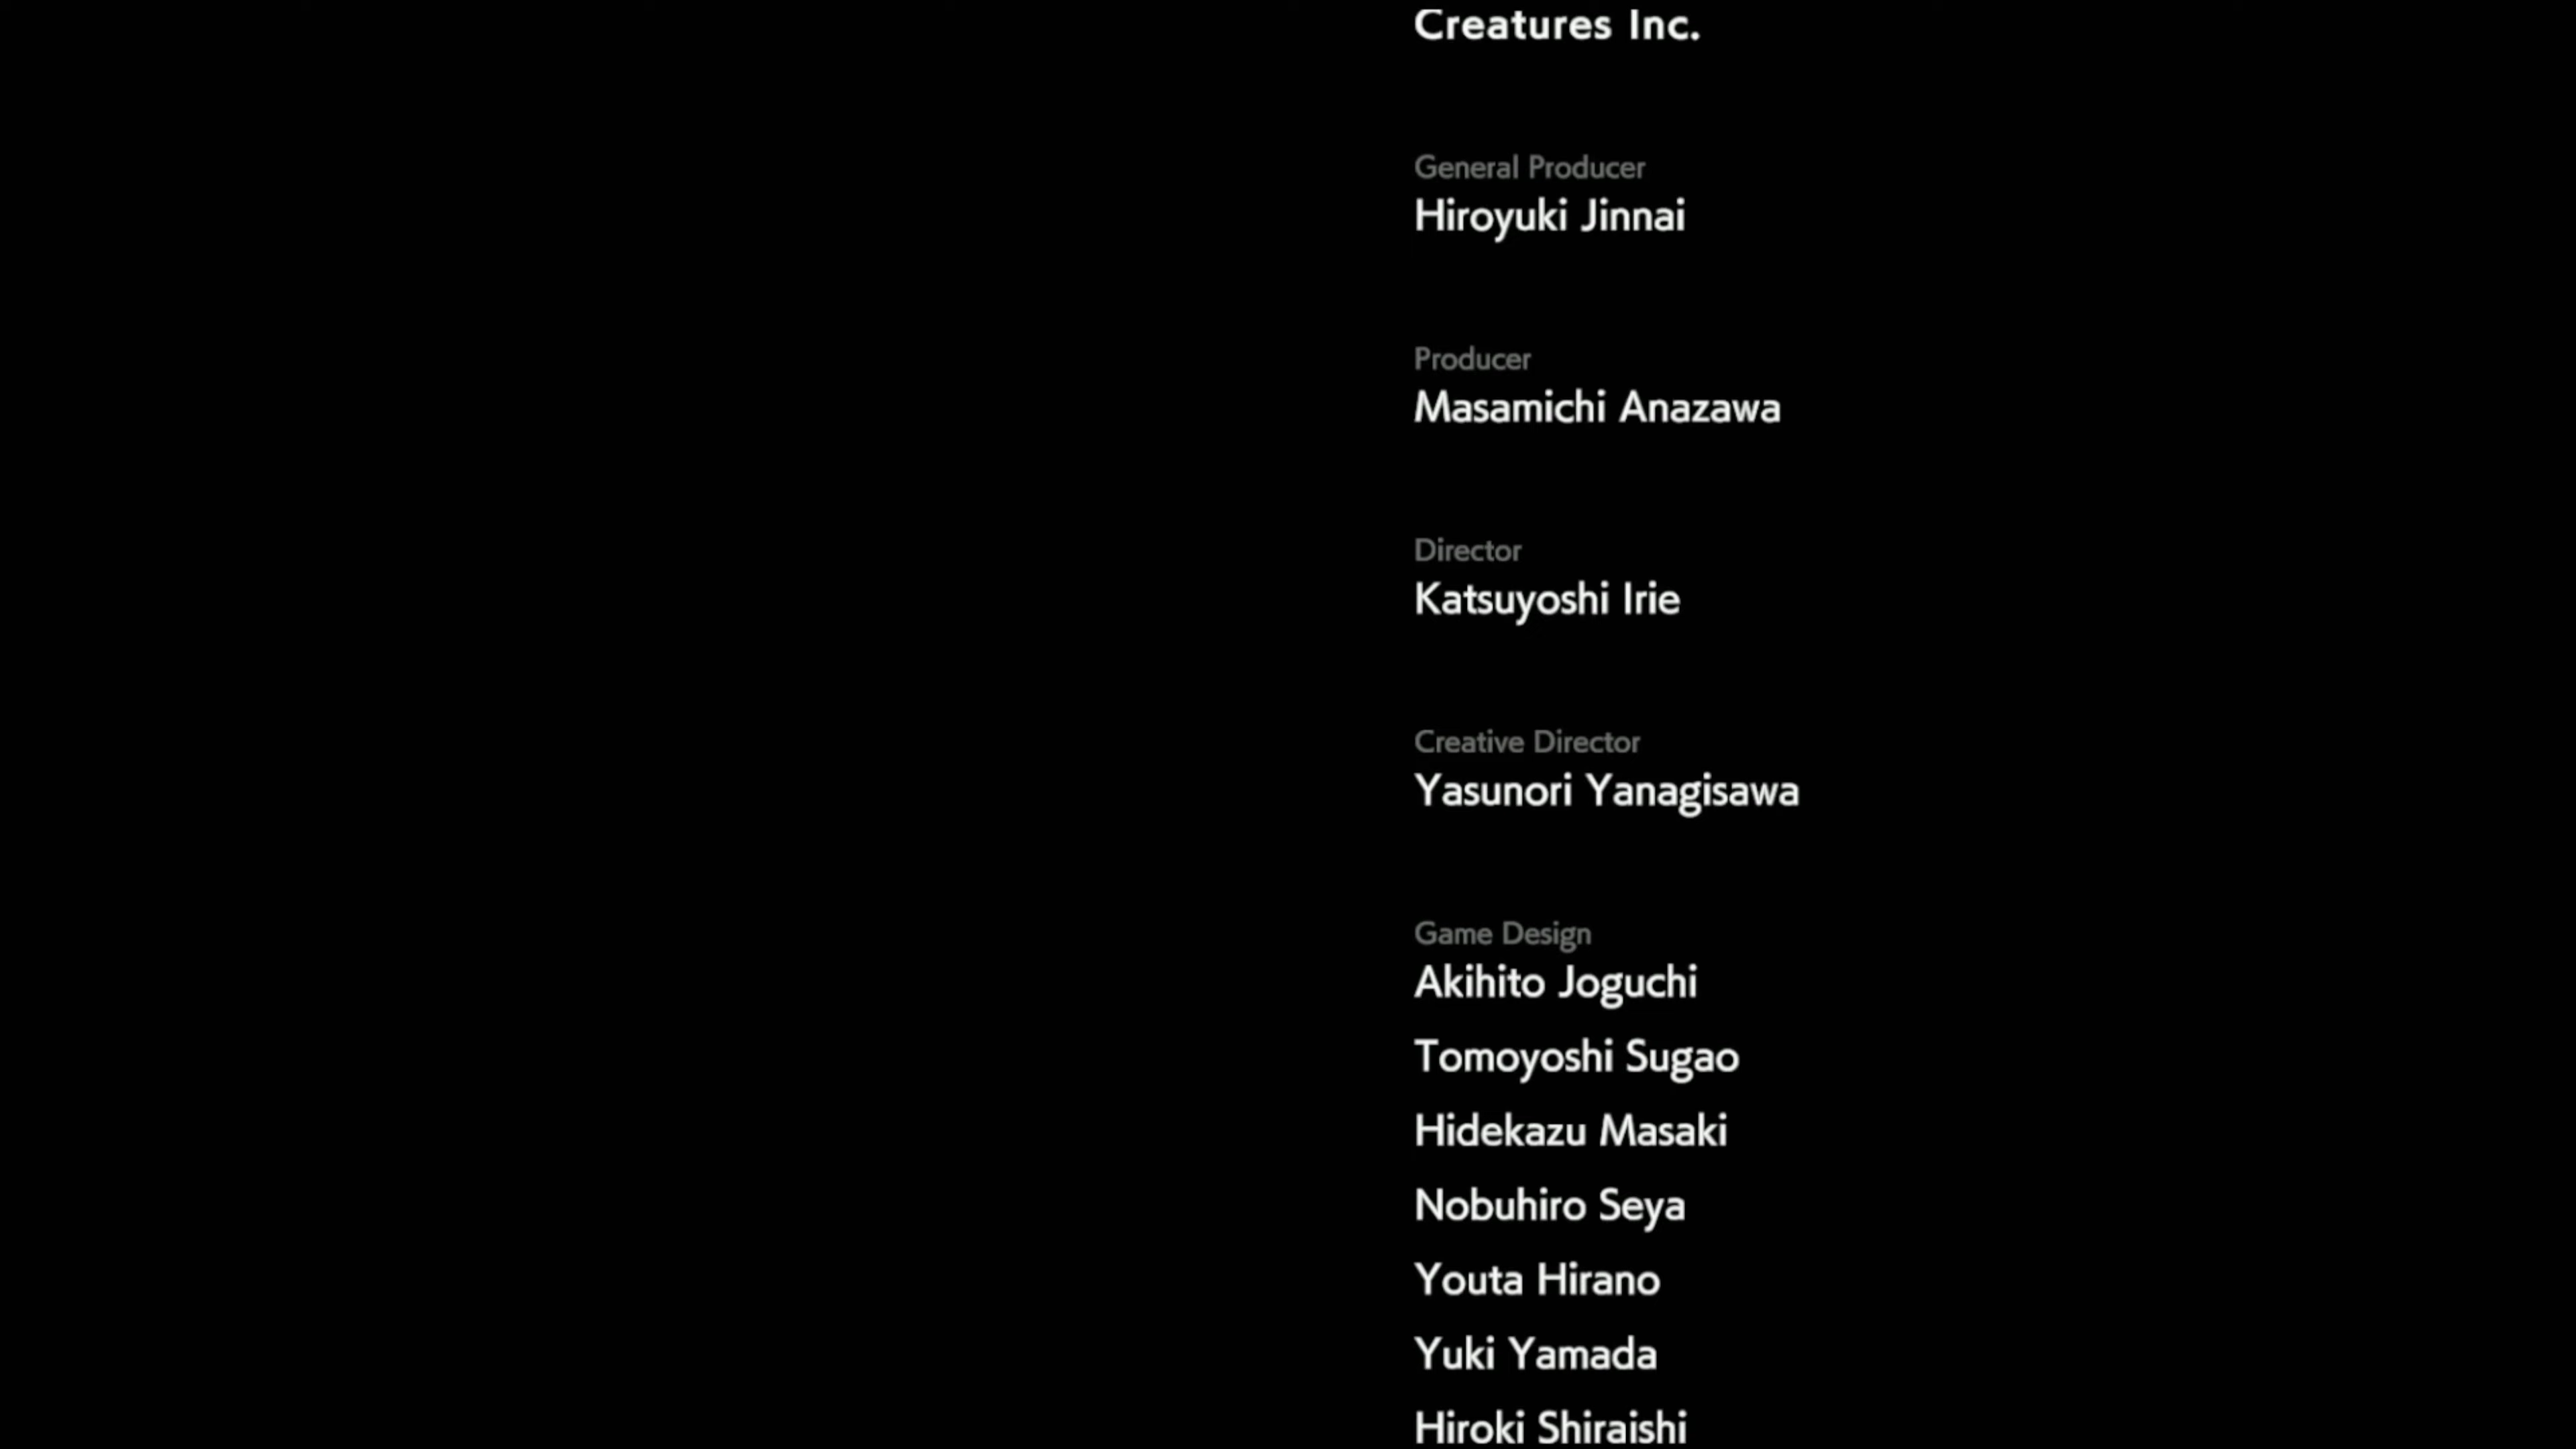 Creatures Inc.
General Producer
Hiroyuki Jinnai
Producer
Masamichi Anazawa
Director
Katsuyoshi Irie
Creative Director
Yasunori Yanagisawa
Game Design
Akihito Joguchi
Tomoyoshi Sugao
Hidekazu Masaki
Nobuhiro Seya
Youta Hirano
Yuki Yamada
Hiroki Shiraishi